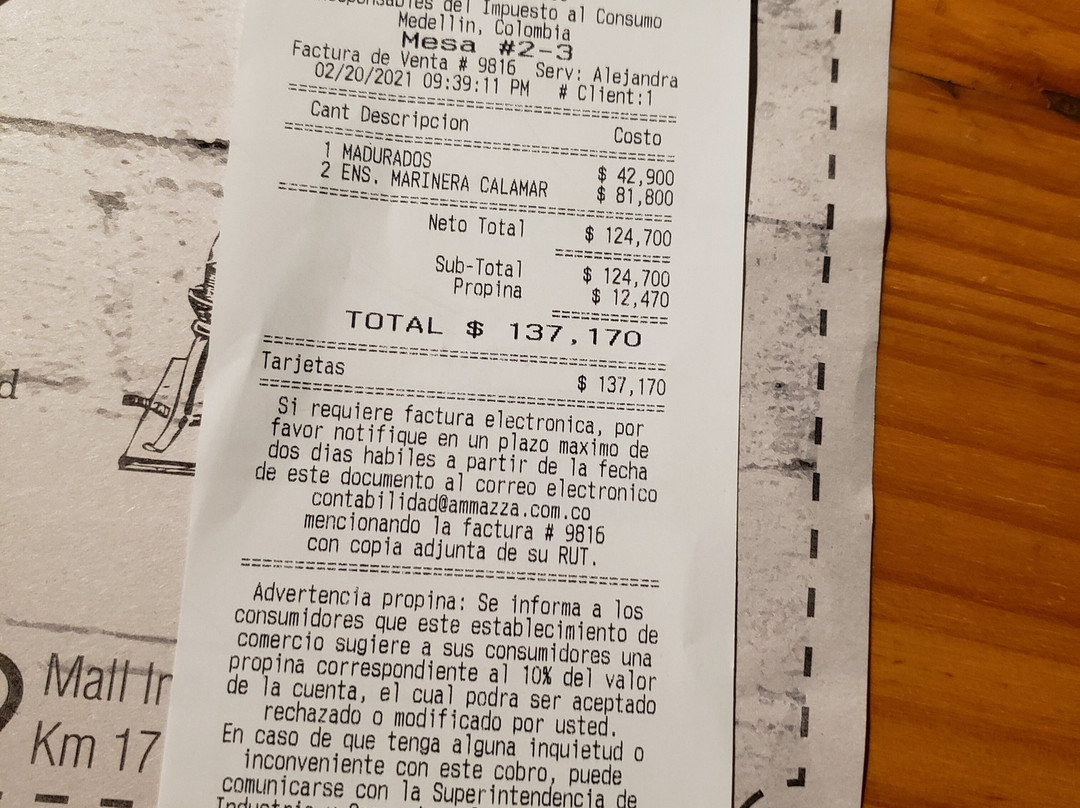 del Impuesto al Consumo
Medellin, Colombia
Mesa #2-3
Factura de Venta # 9816 Serv: Alejandra
02/20/2021 09:39:11 PM # Client:1
Cant Descripcion Costo
1 MADURADOS $ 42,900
2 ENS. MARINERA CALAMAR $ 81,800
Neto Total $ 124,700
Sub-Total $ 124,700
Propina $ 12,470
TOTAL $ 137,170
Tarjetas $ 137,170
Si requiere factura electronica, por
favor notifique en un plazo maximo de
dos dias habiles a partir de la fecha
de este documento al correo electronico
contabilidad@ammazza.com.co
mencionando la factura # 9816
con copia adjunta de su RUT.
Advertencia propina: Se informa a los
consumidores que este establecimiento de
comercio sugiere a sus consumidores una
propina correspondiente al 10% del valor
de la cuenta, el cual podra ser aceptado
rechazado o modificado por usted.
En caso de que tenga alguna inquietud o
inconveniente con este cobro, puede
comunicarse con la Superintendencia de
Mall
Km 17